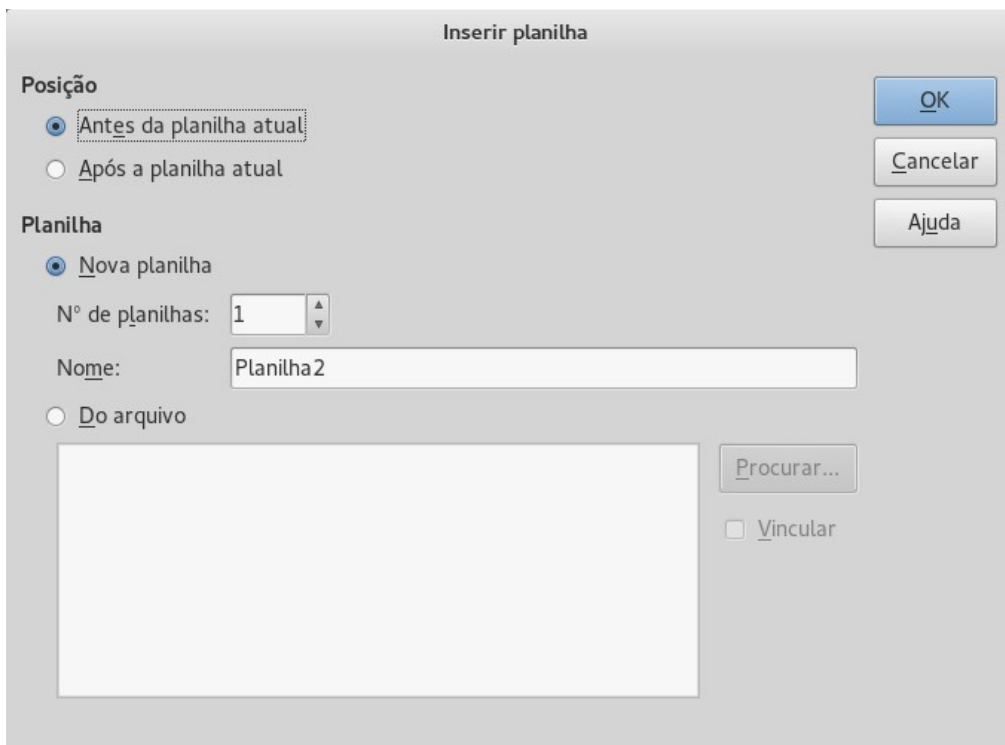 Inserir planilha
Posição
Antes da planilha atual
Após a planilha atual
OK
Cancelar
Ajuda
Planilha
Nova planilha
N° de planilhas: 1
Nome: Planilha2
Do arquivo
Procurar...
Vincular